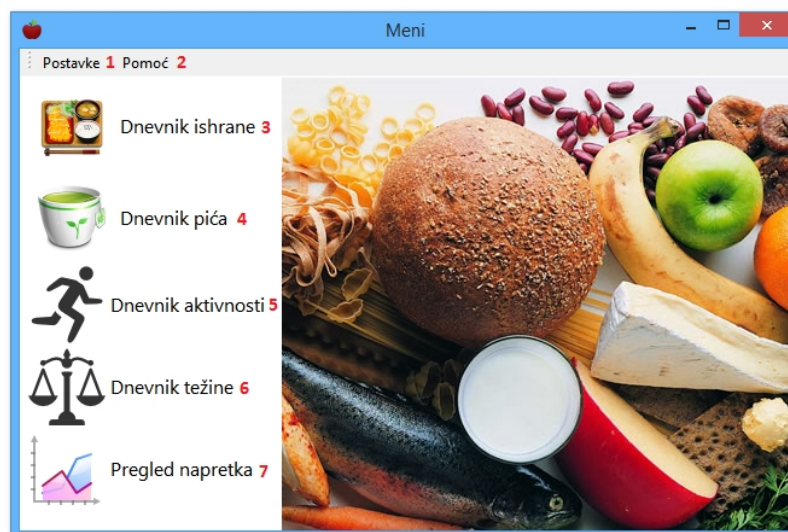 Meni
Postavke 1 Pomoć 2
Dnevnik ishrane 3
Dnevnik pića 4
Dnevnik aktivnosti 5
Dnevnik težine 6
Pregled napretka 7